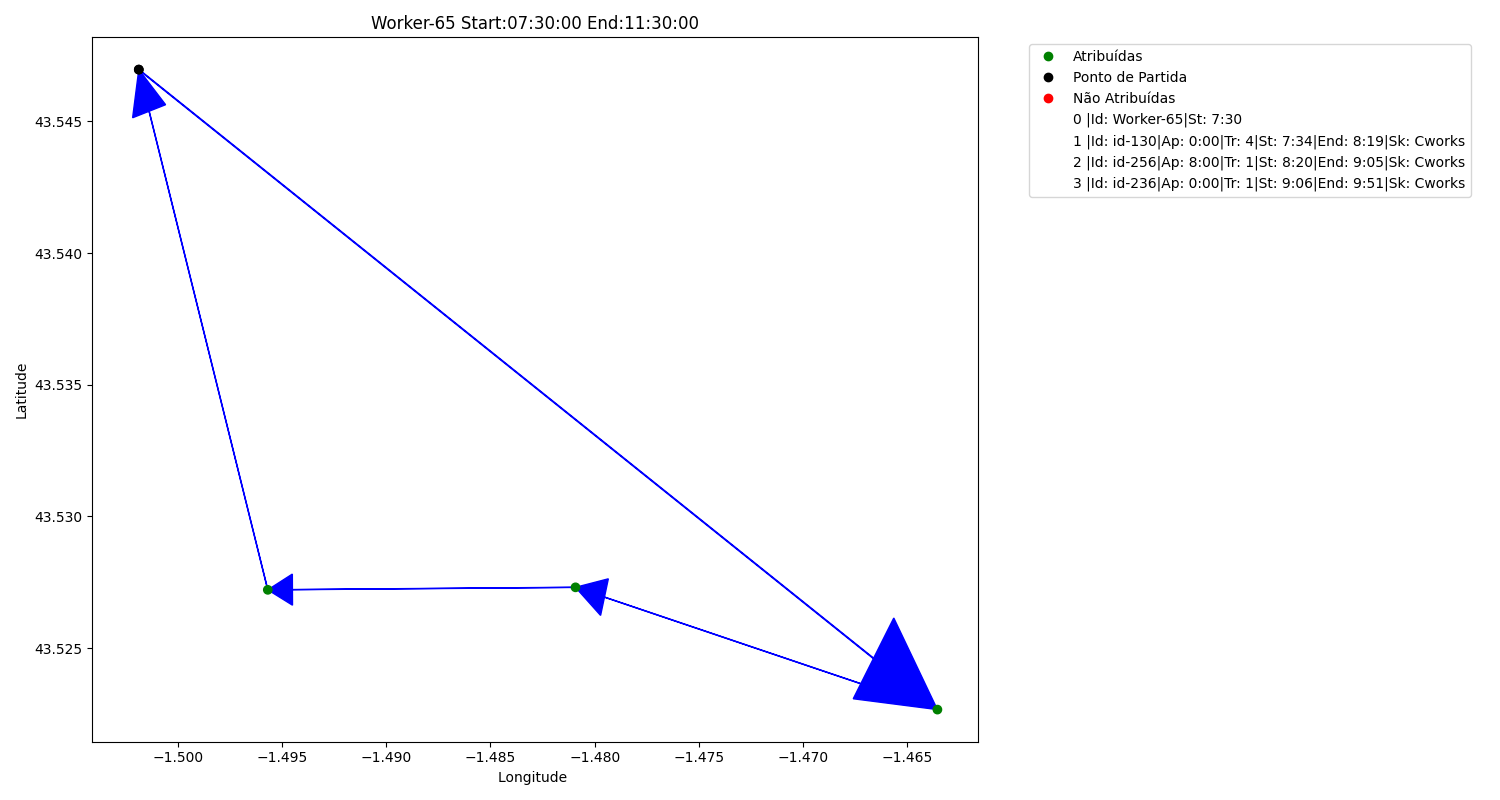 Worker-65 Start:07:30:00 End:11:30:00
Atribuídas
Ponto de Partida
Não Atribuídas
0 |Id: Worker-65|St: 7:30
1 |Id: id-130|Ap: 0:00|Tr: 4|St: 7:34|End: 8:19|Sk: Cworks
2 |Id: id-256|Ap: 8:00|Tr: 1|St: 8:20|End: 9:05|Sk: Cworks
3 |Id: id-236|Ap: 0:00|Tr: 1|St: 9:06|End: 9:51|Sk: Cworks
Latitude
43.545
43.540
43.535
43.530
43.525
−1.500 −1.495 −1.490 −1.485 −1.480 −1.475 −1.470 −1.465
Longitude